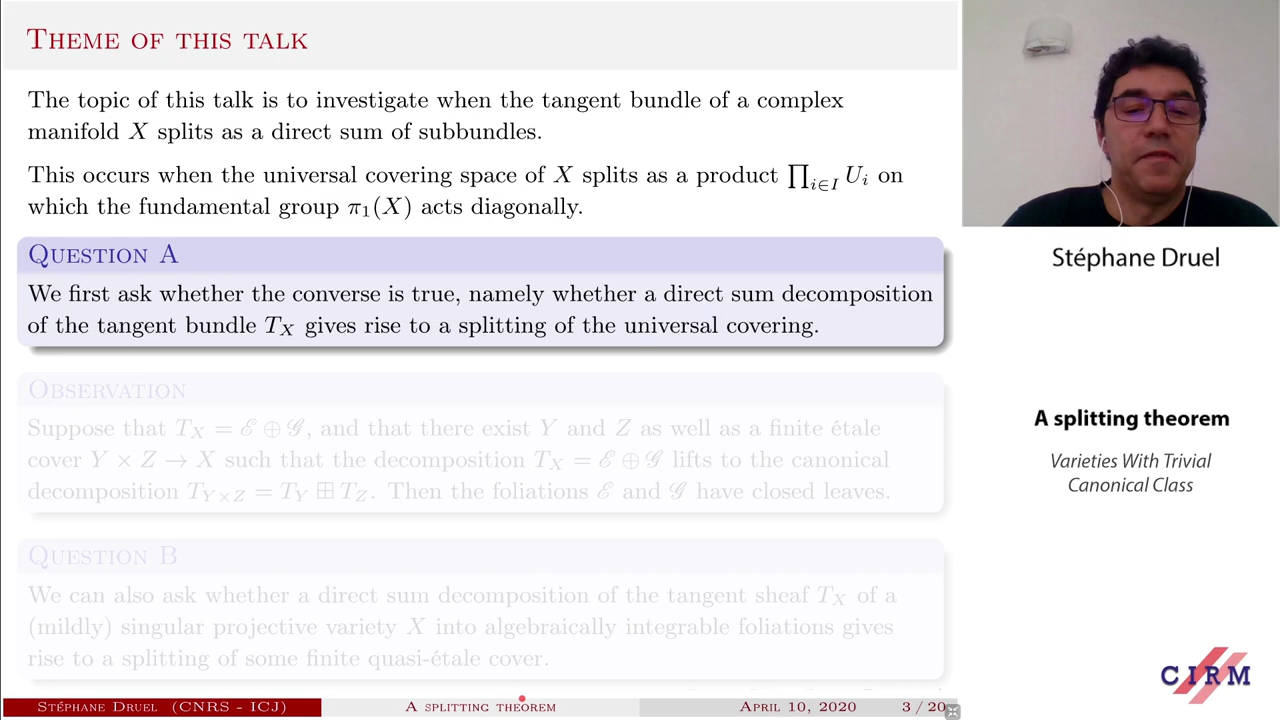 THEME OF THIS TALK
The topic of this talk is to investigate when the tangent bundle of a complex
manifold X splits as a direct sum of subbundles.
This occurs when the universal covering space of X splits as a product ∏_{i∈I} U_i on
which the fundamental group π₁(X) acts diagonally.
QUESTION A
We first ask whether the converse is true, namely whether a direct sum decomposition
of the tangent bundle T_X gives rise to a splitting of the universal covering.
OBSERVATION
Suppose that T_X = ℰ ⊕ 𝒢, and that there exist Y and Z as well as a finite étale
cover Y × Z → X such that the decomposition T_X = ℰ ⊕ 𝒢 lifts to the canonical
decomposition T_{Y×Z} = T_Y ⊞ T_Z. Then the foliations ℰ and 𝒢 have closed leaves.
QUESTION B
We can also ask whether a direct sum decomposition of the tangent sheaf T_X of a
(mildly) singular projective variety X into algebraically integrable foliations gives
rise to a splitting of some finite quasi-étale cover.
STÉPHANE DRUEL (CNRS - ICJ) A SPLITTING THEOREM APRIL 10, 2020 3 / 20
Stéphane Druel
A splitting theorem
Varieties With Trivial
Canonical Class
CIRM